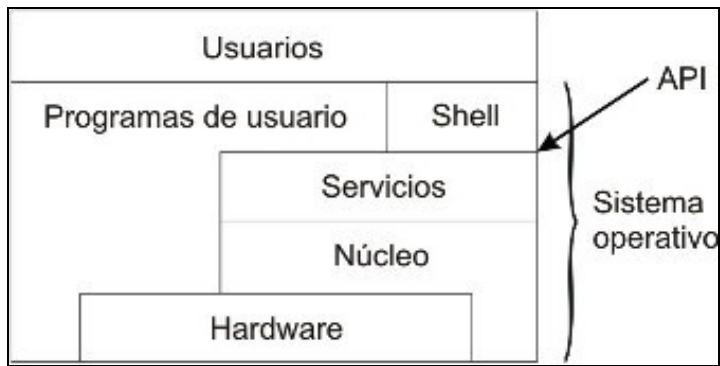 Usuarios
API
Programas de usuario
Shell
Servicios
Sistema
operativo
Núcleo
Hardware